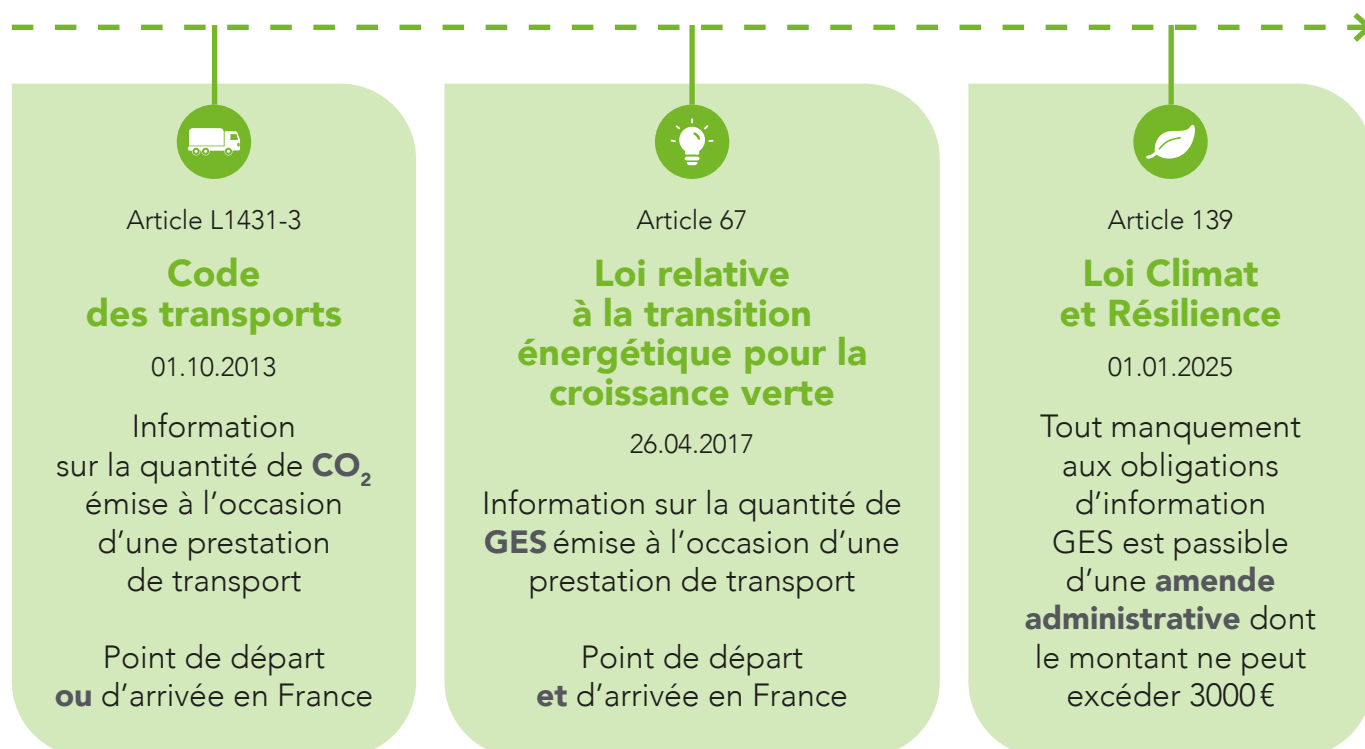 Article L1431-3
Code
des transports
01.10.2013
Information
sur la quantité de CO₂
émise à l'occasion
d'une prestation
de transport
Point de départ
ou d'arrivée en France
Article 67
Loi relative
à la transition
énergétique pour la
croissance verte
26.04.2017
Information sur la quantité de
GES émise à l'occasion d'une
prestation de transport
Point de départ
et d'arrivée en France
Article 139
Loi Climat
et Résilience
01.01.2025
Tout manquement
aux obligations
d'information
GES est passible
d'une amende
administrative dont
le montant ne peut
excéder 3000 €